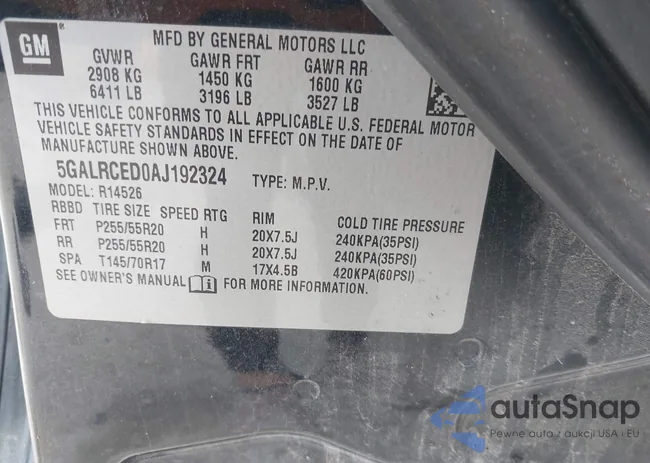 GM
MFD BY GENERAL MOTORS LLC
GVWR GAWR FRT GAWR RR
2908 KG 1450 KG 1600 KG
6411 LB 3196 LB 3527 LB
THIS VEHICLE CONFORMS TO ALL APPLICABLE U.S. FEDERAL MOTOR
VEHICLE SAFETY STANDARDS IN EFFECT ON THE DATE OF
MANUFACTURE SHOWN ABOVE.
5GALRCED0AJ192324 TYPE: M.P.V.
MODEL: R14526
RBBD TIRE SIZE SPEED RTG RIM COLD TIRE PRESSURE
FRT P255/55R20 H 20X7.5J 240KPA(35PSI)
RR P255/55R20 H 20X7.5J 240KPA(35PSI)
SPA T145/70R17 M 17X4.5B 420KPA(60PSI)
SEE OWNER'S MANUAL FOR MORE INFORMATION.
autaSnap
Pewne auta z aukcji USA i EU